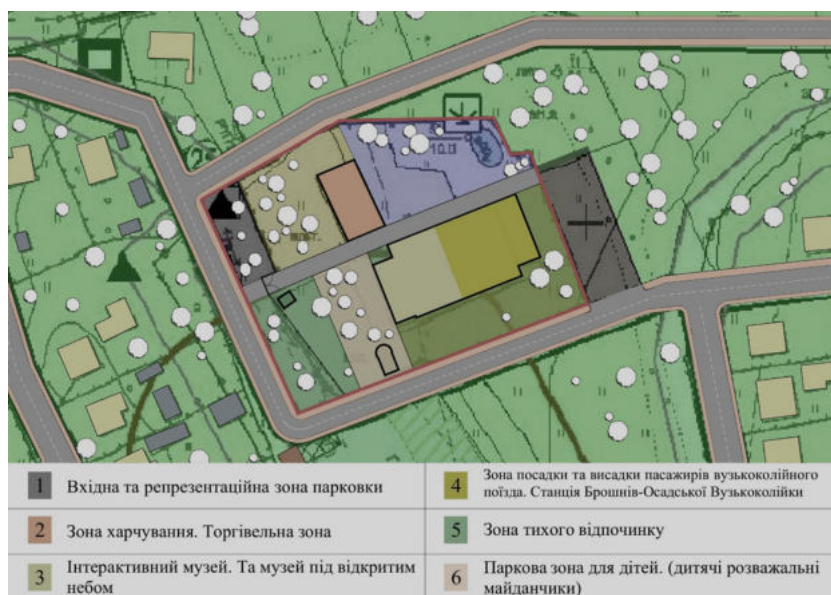 10.0
1 Вхідна та репрезентаційна зона парковки
2 Зона харчування. Торгівельна зона
3 Інтерактивний музей. Та музей під відкритим
небом
4 Зона посадки та висадки пасажирів вузькоколійного
поїзда. Станція Брошнів-Осадської Вузькоколійки
5 Зона тихого відпочинку
6 Паркова зона для дітей. (дитячі розважальні
майданчики)